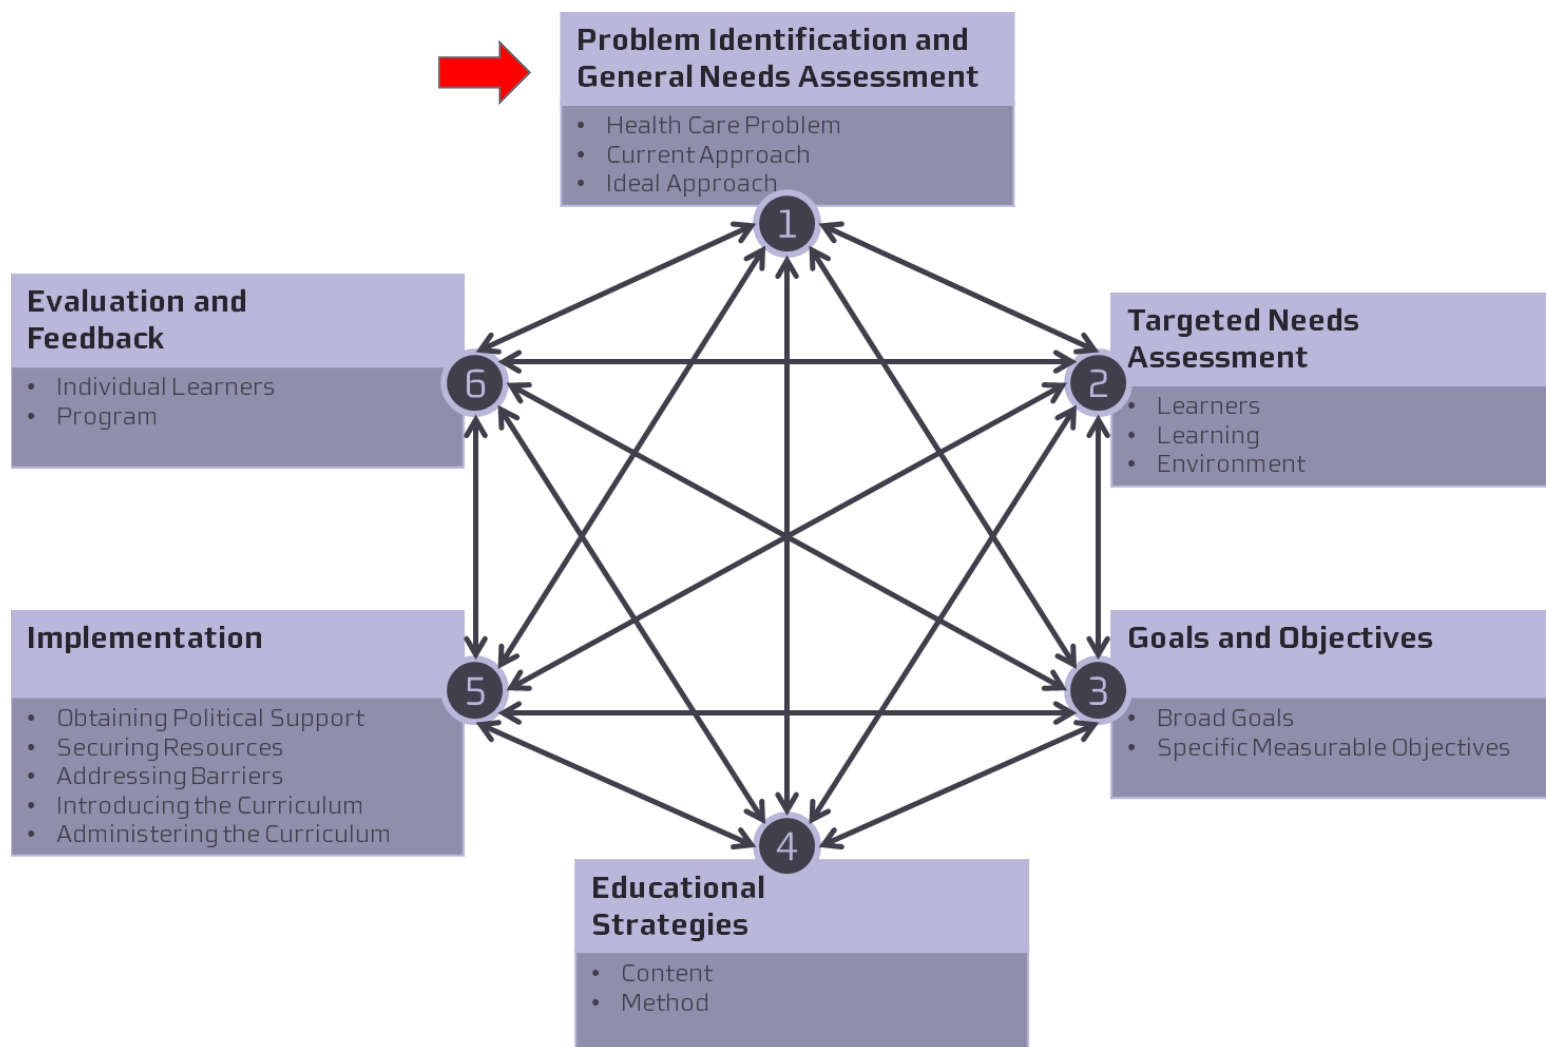 Problem Identification and
General Needs Assessment
• Health Care Problem
• Current Approach
• Ideal Approach
1
Evaluation and
Feedback
• Individual Learners
• Program
6
Targeted Needs
Assessment
• Learners
• Learning
• Environment
2
Implementation
• Obtaining Political Support
• Securing Resources
• Addressing Barriers
• Introducing the Curriculum
• Administering the Curriculum
5
Goals and Objectives
• Broad Goals
• Specific Measurable Objectives
3
4
Educational
Strategies
• Content
• Method